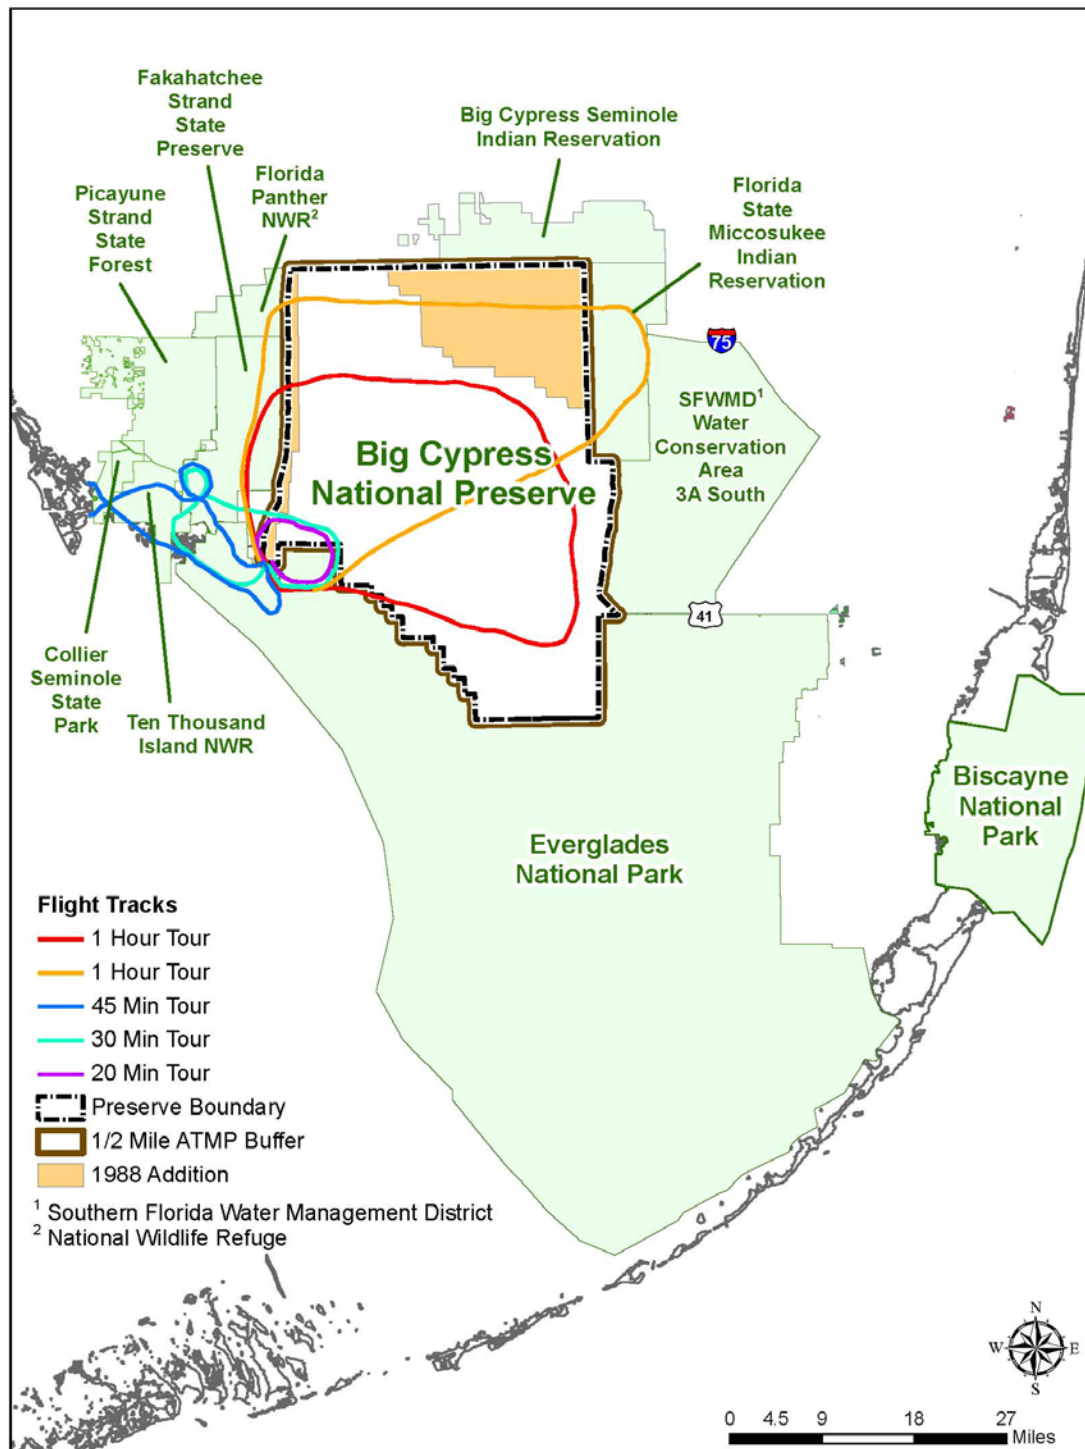 Fakahatchee
Strand
State
Preserve
Big Cypress Seminole
Indian Reservation
Florida
Panther
NWR²
Picayune
Strand
State
Forest
Florida
State
Miccosukee
Indian
Reservation
75
SFWMD¹
Water
Conservation
Area
3A South
Big Cypress
National Preserve
41
Collier
Seminole
State
Park
Ten Thousand
Island NWR
Biscayne
National
Park
Everglades
National Park
Flight Tracks
1 Hour Tour
1 Hour Tour
45 Min Tour
30 Min Tour
20 Min Tour
Preserve Boundary
1/2 Mile ATMP Buffer
1988 Addition
¹ Southern Florida Water Management District
² National Wildlife Refuge
N
W E
S
0 4.5 9 18 27
Miles